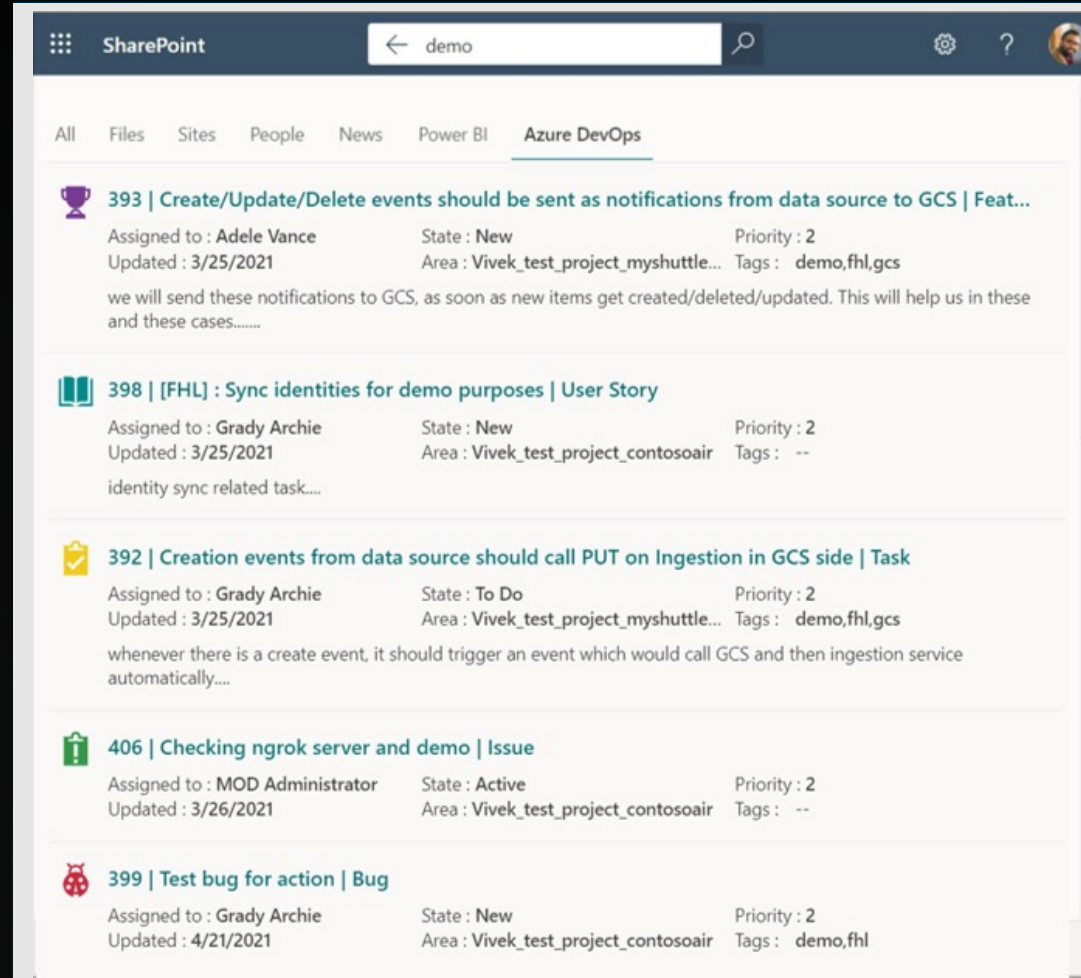 SharePoint
demo
All Files Sites People News Power BI Azure DevOps
393 | Create/Update/Delete events should be sent as notifications from data source to GCS | Feat...
Assigned to : Adele Vance State : New Priority : 2
Updated : 3/25/2021 Area : Vivek_test_project_myshuttle... Tags : demo,fhl,gcs
we will send these notifications to GCS, as soon as new items get created/deleted/updated. This will help us in these
and these cases.......
398 | [FHL] : Sync identities for demo purposes | User Story
Assigned to : Grady Archie State : New Priority : 2
Updated : 3/25/2021 Area : Vivek_test_project_contosoair Tags : --
identity sync related task....
392 | Creation events from data source should call PUT on Ingestion in GCS side | Task
Assigned to : Grady Archie State : To Do Priority : 2
Updated : 3/25/2021 Area : Vivek_test_project_myshuttle... Tags : demo,fhl,gcs
whenever there is a create event, it should trigger an event which would call GCS and then ingestion service
automatically....
406 | Checking ngrok server and demo | Issue
Assigned to : MOD Administrator State : Active Priority : 2
Updated : 3/26/2021 Area : Vivek_test_project_contosoair Tags : --
399 | Test bug for action | Bug
Assigned to : Grady Archie State : New Priority : 2
Updated : 4/21/2021 Area : Vivek_test_project_contosoair Tags : demo,fhl